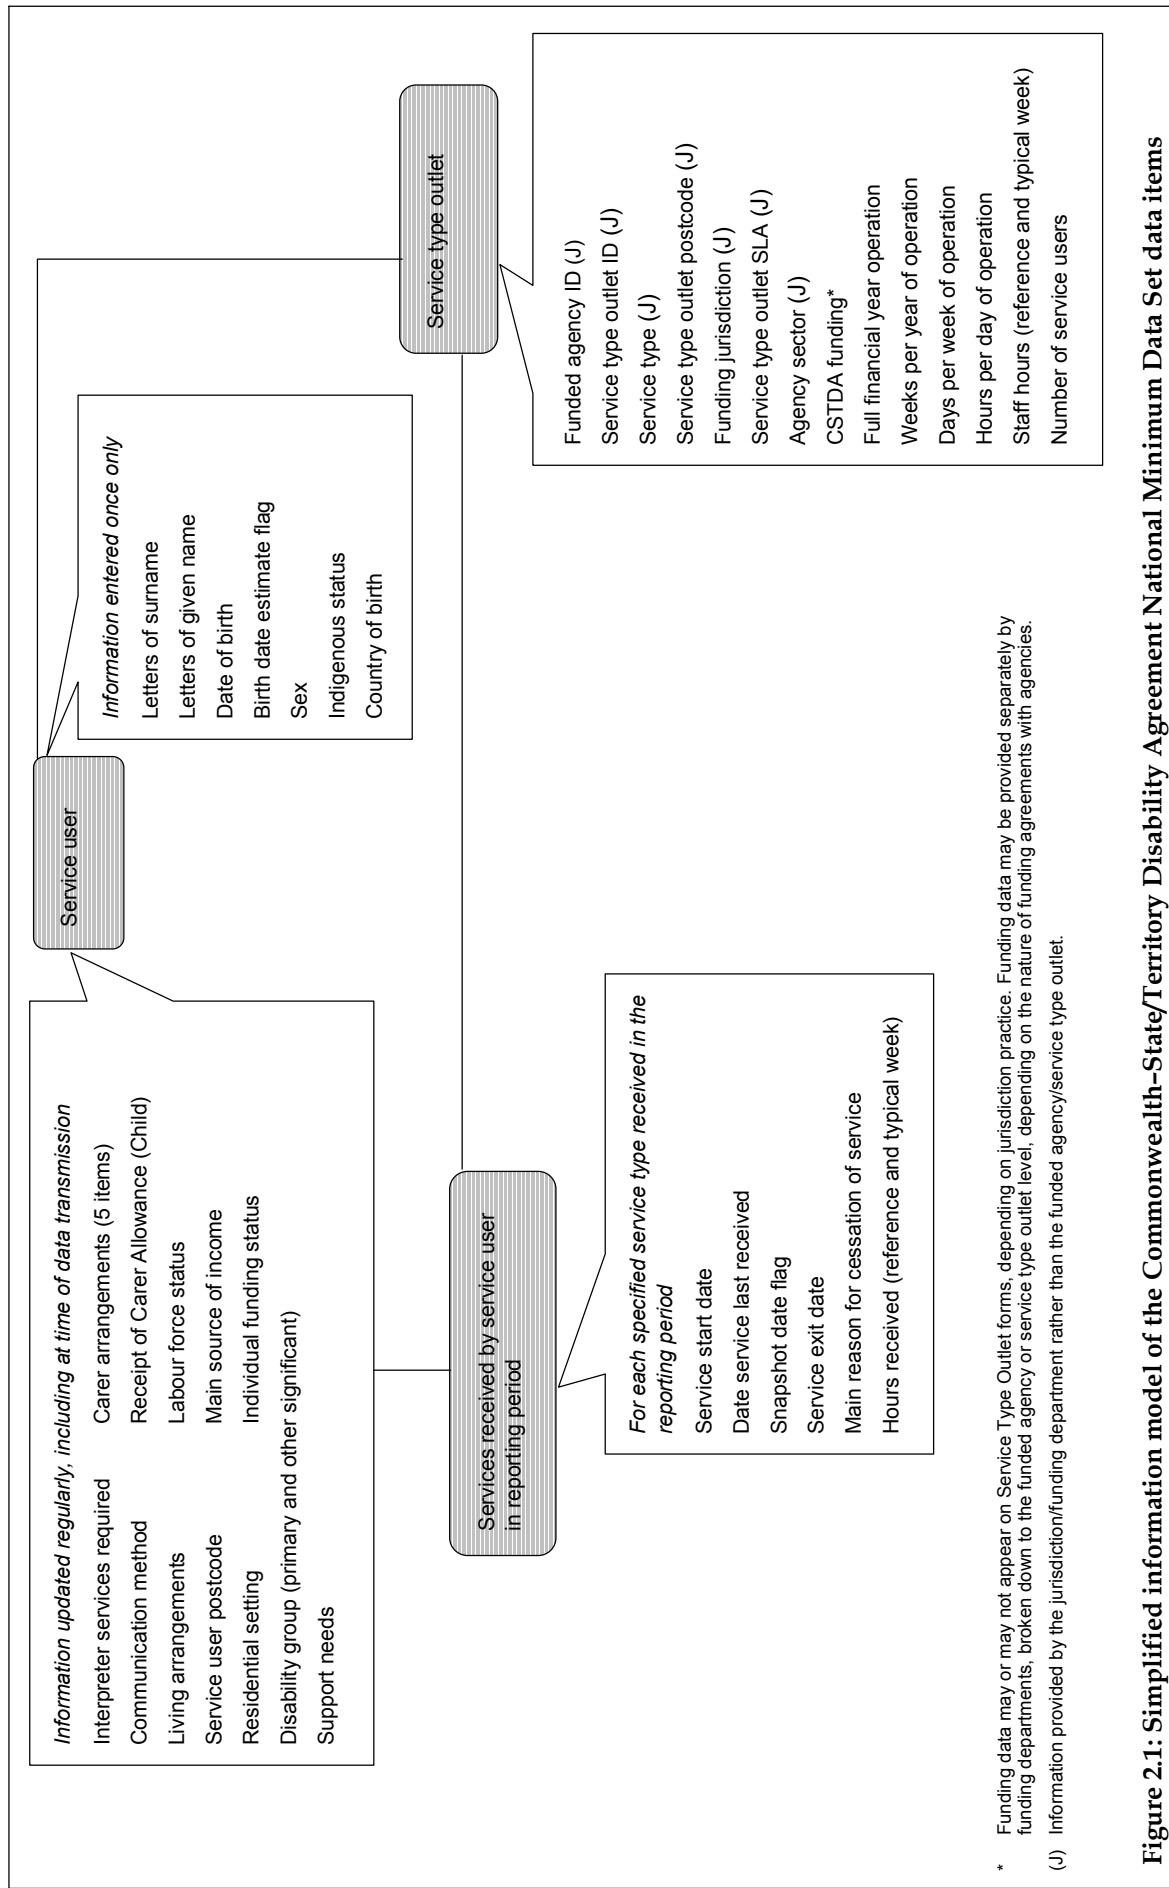 Service user
Information updated regularly, including at time of data transmission
Interpreter services required
Communication method
Living arrangements
Service user postcode
Residential setting
Disability group (primary and other significant)
Support needs
Carer arrangements (5 items)
Receipt of Carer Allowance (Child)
Labour force status
Main source of income
Individual funding status
Information entered once only
Letters of surname
Letters of given name
Date of birth
Birth date estimate flag
Sex
Indigenous status
Country of birth
Services received by service user
in reporting period
For each specified service type received in the
reporting period
Service start date
Date service last received
Snapshot date flag
Service exit date
Main reason for cessation of service
Hours received (reference and typical week)
Service type outlet
Funded agency ID (J)
Service type outlet ID (J)
Service type (J)
Service type outlet postcode (J)
Funding jurisdiction (J)
Service type outlet SLA (J)
Agency sector (J)
CSTDA funding*
Full financial year operation
Weeks per year of operation
Days per week of operation
Hours per day of operation
Staff hours (reference and typical week)
Number of service users
* Funding data may or may not appear on Service Type Outlet forms, depending on jurisdiction practice. Funding data may be provided separately by
funding departments, broken down to the funded agency or service type outlet level, depending on the nature of funding agreements with agencies.
(J) Information provided by the jurisdiction/funding department rather than the funded agency/service type outlet.
Figure 2.1: Simplified information model of the Commonwealth–State/Territory Disability Agreement National Minimum Data Set data items